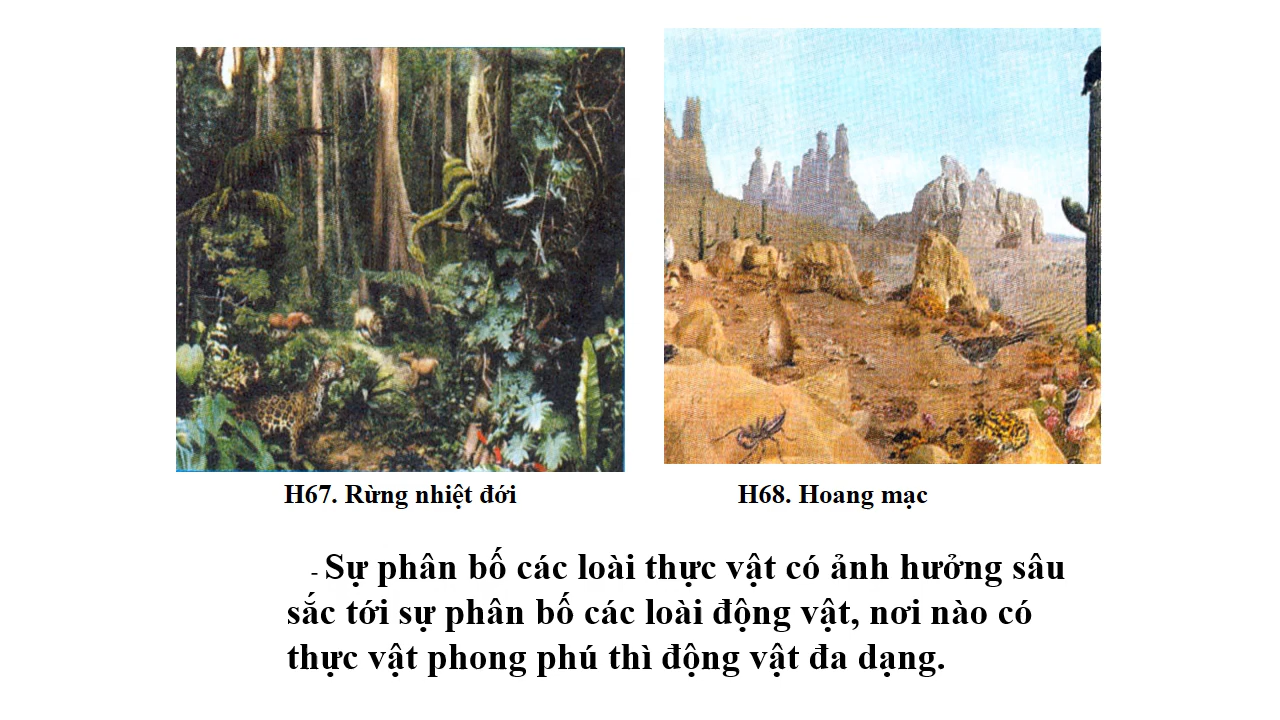 H67. Rừng nhiệt đới
H68. Hoang mạc
- Sự phân bố các loài thực vật có ảnh hưởng sâu
sắc tới sự phân bố các loài động vật, nơi nào có
thực vật phong phú thì động vật đa dạng.